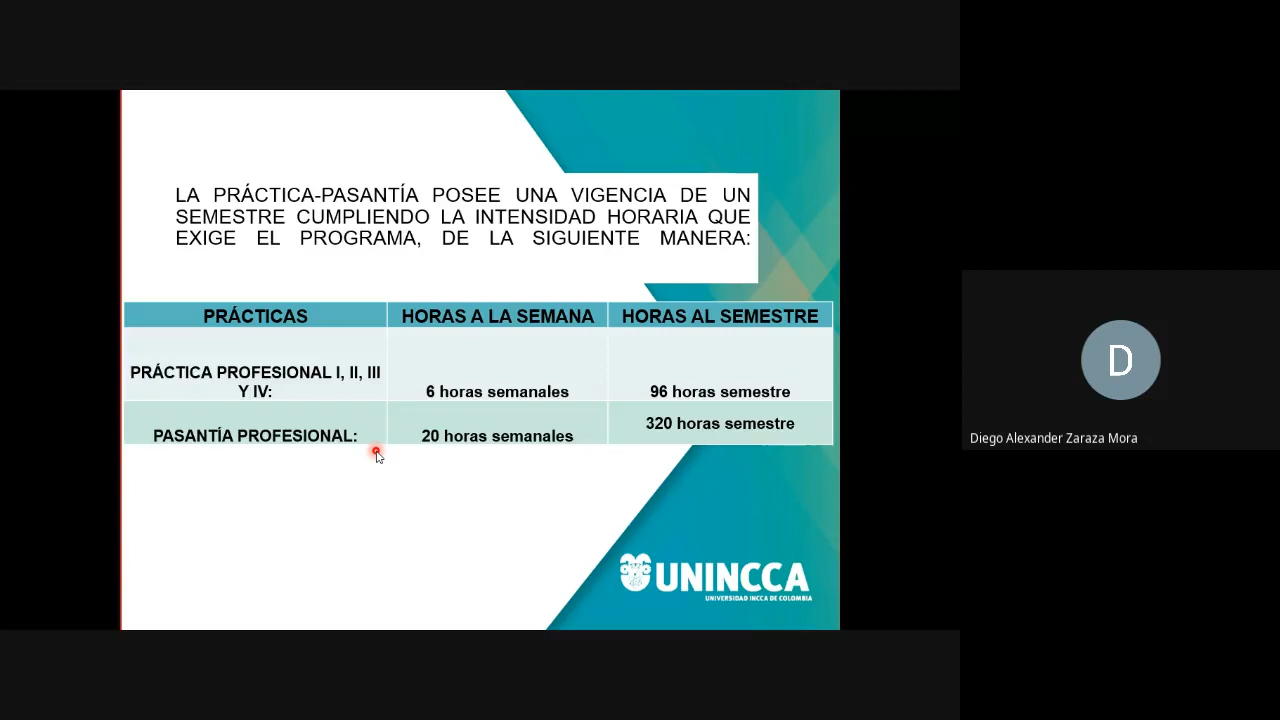 LA PRÁCTICA-PASANTÍA POSEE UNA VIGENCIA DE UN
SEMESTRE CUMPLIENDO LA INTENSIDAD HORARIA QUE
EXIGE EL PROGRAMA, DE LA SIGUIENTE MANERA:
PRÁCTICAS HORAS A LA SEMANA HORAS AL SEMESTRE
PRÁCTICA PROFESIONAL I, II, III
Y IV: 6 horas semanales 96 horas semestre
PASANTÍA PROFESIONAL: 20 horas semanales 320 horas semestre
UNINCCA
UNIVERSIDAD INCCA DE COLOMBIA
D
Diego Alexander Zaraza Mora